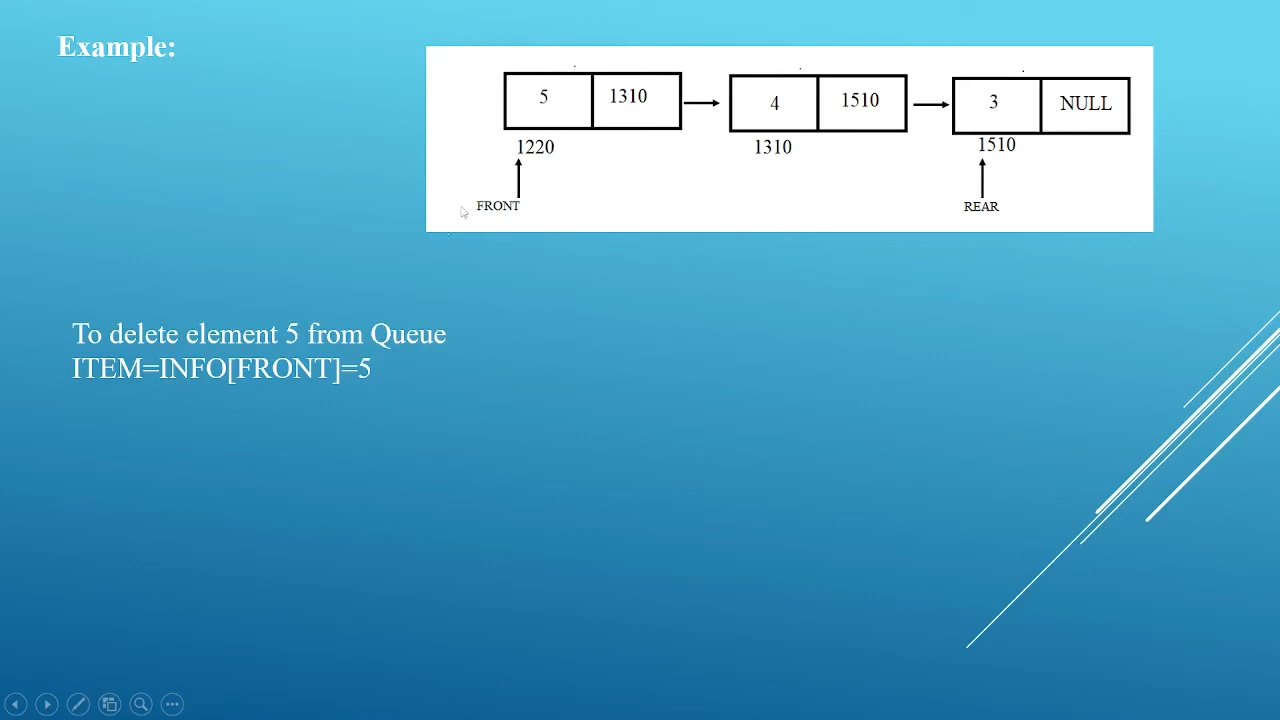 Example:
5 1310 4 1510 3 NULL
1220 1310 1510
FRONT REAR
To delete element 5 from Queue
ITEM=INFO[FRONT]=5